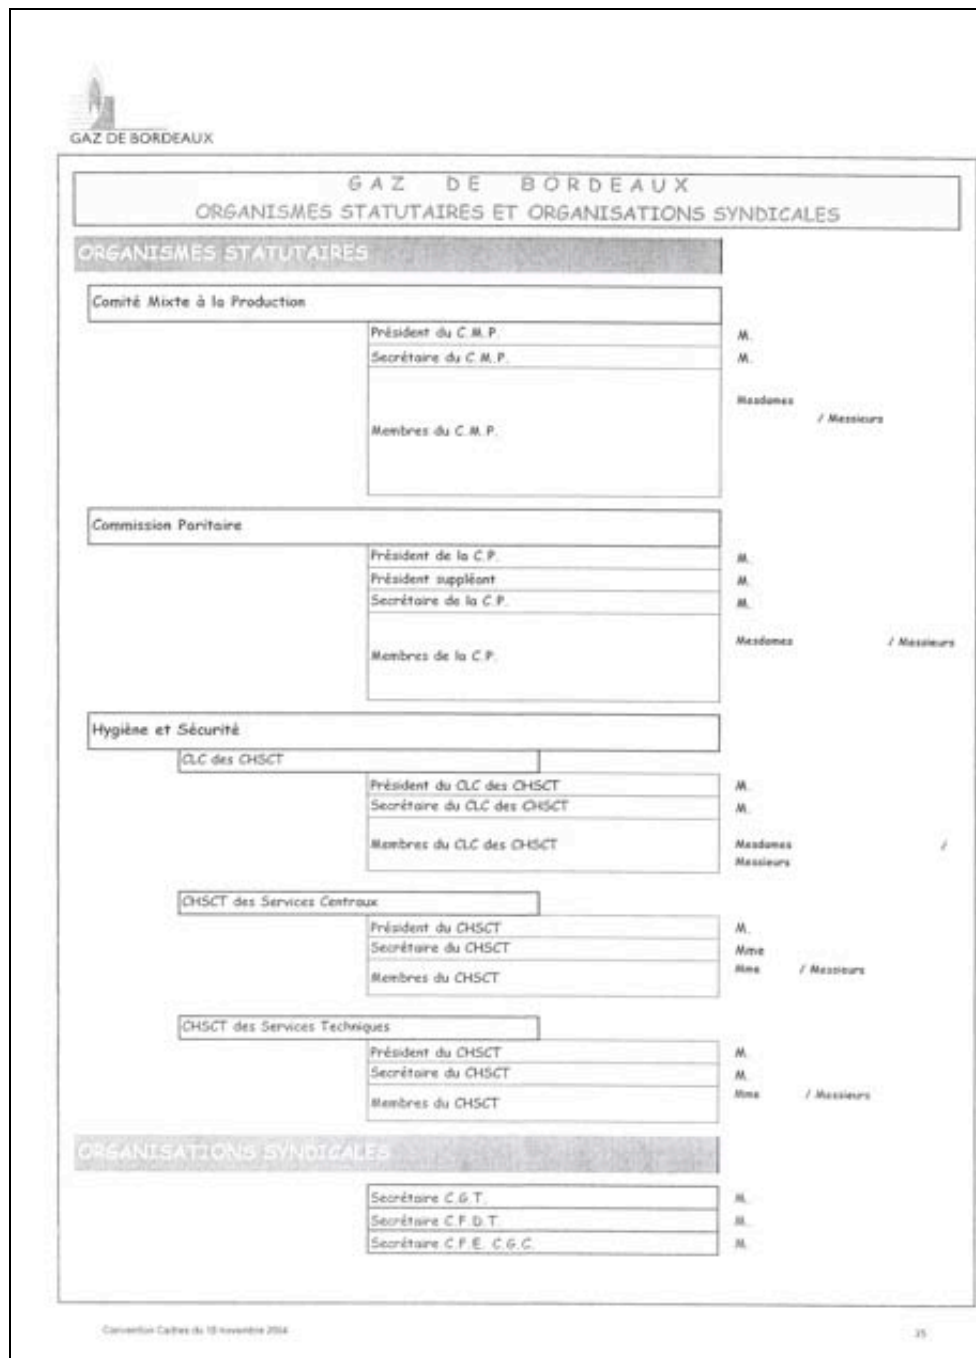 GAZ DE BORDEAUX
GAZ DE BORDEAUX
ORGANISMES STATUTAIRES ET ORGANISATIONS SYNDICALES
ORGANISMES STATUTAIRES
Comité Mixte à la Production
Président du C.M.P. M.
Secrétaire du C.M.P. M.
Mesdames
/ Messieurs
Membres du C.M.P.
Commission Paritaire
Président de la C.P. M.
Président suppléant M.
Secrétaire de la C.P. M.
Mesdames / Messieurs
Membres de la C.P.
Hygiène et Sécurité
CLC des CHSCT
Président du CLC des CHSCT M.
Secrétaire du CLC des CHSCT M.
Membres du CLC des CHSCT Mesdames /
Messieurs
CHSCT des Services Centraux
Président du CHSCT M.
Secrétaire du CHSCT Mme
Membres du CHSCT Mme / Messieurs
CHSCT des Services Techniques
Président du CHSCT M.
Secrétaire du CHSCT M.
Membres du CHSCT Mme / Messieurs
ORGANISATIONS SYNDICALES
Secrétaire C.G.T. M.
Secrétaire C.F.D.T. M.
Secrétaire C.F.E. C.G.C. M.
Convention Cadres du novembre 2004